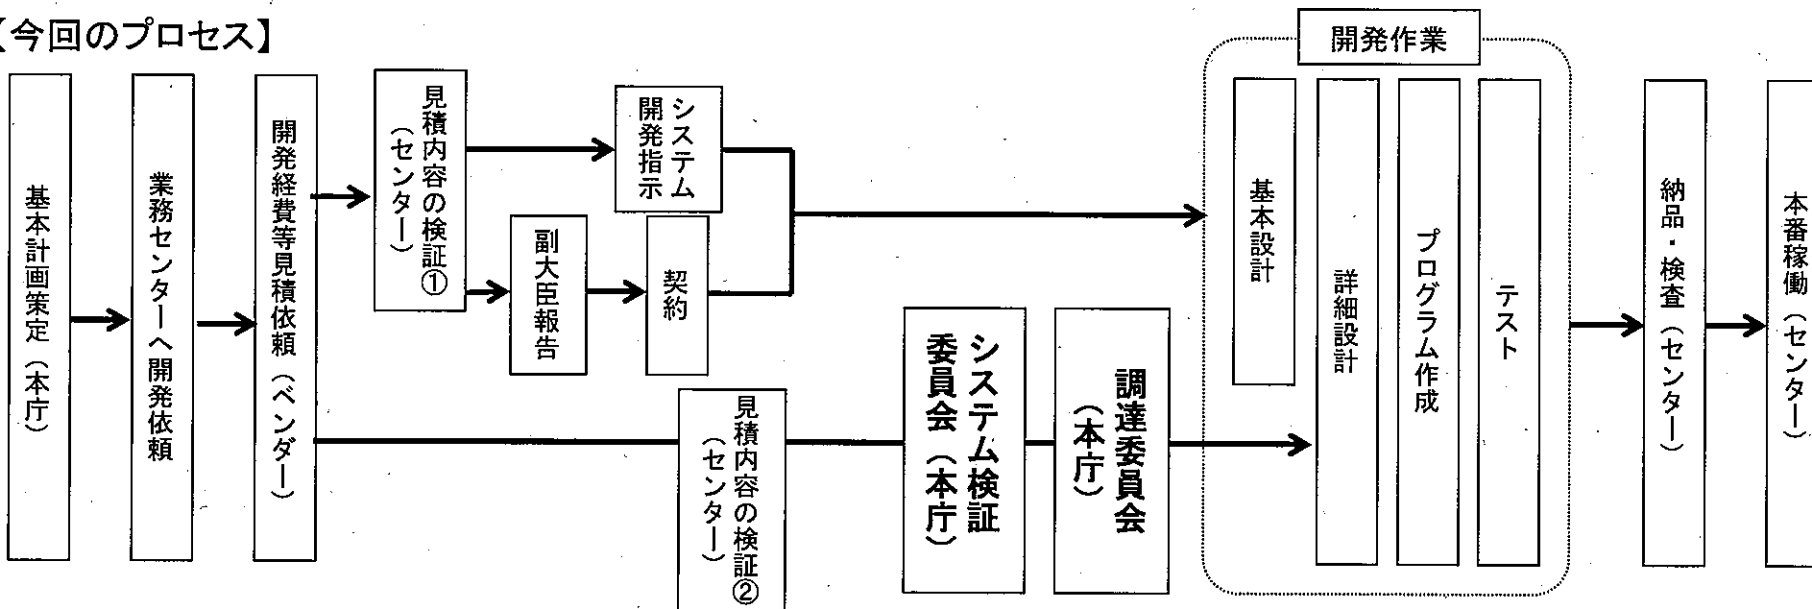 【今回のプロセス】
基本計画策定(本庁)
業務センターへ開発依頼
開発経費等見積依頼(ベンダー)
見積内容の検証①
(センター)
システム
開発指示
副大臣報告
契約
見積内容の検証②
(センター)
システム検証
委員会(本庁)
調達委員会
(本庁)
開発作業
基本設計
詳細設計
プログラム作成
テスト
納品・検査(センター)
本番稼働(センター)